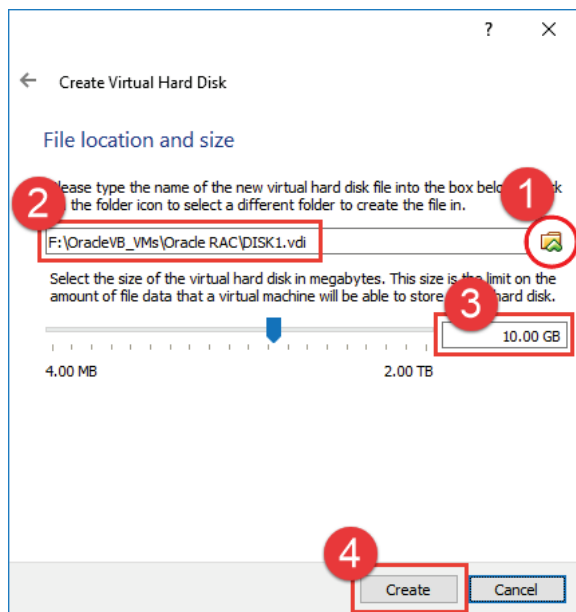 ?
Create Virtual Hard Disk
File location and size
lease type the name of the new virtual hard disk file into the box belo
the folder icon to select a different folder to create the file in.
1
2
F:\OradeVB_VMs\Oracle RAC\DISK1.vdi
Select the size of the virtual hard disk in megabytes. This size is the limit on the
amount of file data that a virtual machine will be able to store hard disk.
3
10.00 GB
4.00 MB 2.00 TB
4
Create Cancel